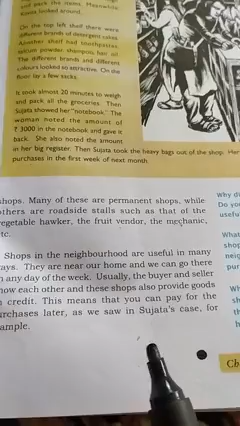 and pack the items. Meanwhile
Sujata looked around.
On the top left shelf there were
different brands of detergent cakes.
Another shelf had toothpastes,
talcum powder, shampoo, hair oil.
The different brands and different
colours looked so attractive. On the
floor lay a few sacks.
It took almost 20 minutes to weigh
and pack all the groceries. Then
Sujata showed her "notebook." The
woman noted the amount of
₹ 3000 in the notebook and gave it
back. She also noted the amount
in her big register. Then Sujata took the heavy bags out of the shop. Her
purchases in the first week of next month.
shops. Many of these are permanent shops, while
others are roadside stalls such as that of the
vegetable hawker, the fruit vendor, the mechanic,
etc.
Shops in the neighbourhood are useful in many
ways. They are near our home and we can go there
on any day of the week. Usually, the buyer and seller
know each other and these shops also provide goods
on credit. This means that you can pay for the
purchases later, as we saw in Sujata's case, for
example.
Why di
Do yo
usefu
What
shop
neig
pur
Wh
sh
th
h
Ch